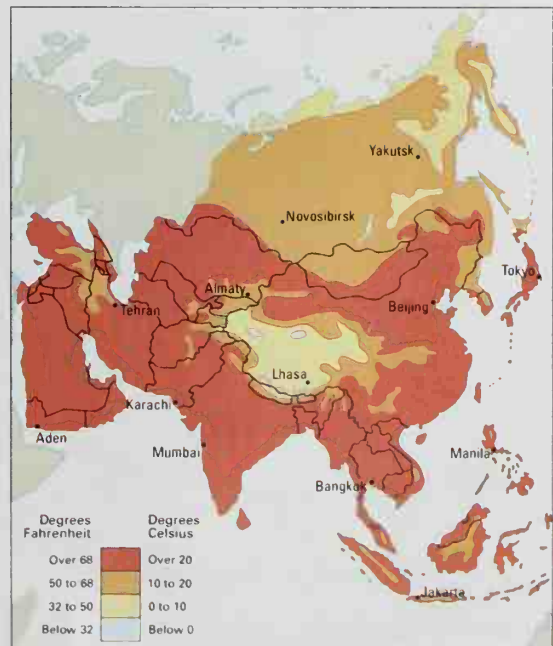 Yakutsk
Novosibirsk
Tokyo
Almaty
Tehran
Beijing
Lhasa
Karachi
Aden
Mumbai
Manila
Bangkok
Jakarta
Degrees Fahrenheit
Degrees Celsius
Over 68
Over 20
50 to 68
10 to 20
32 to 50
0 to 10
Below 32
Below 0